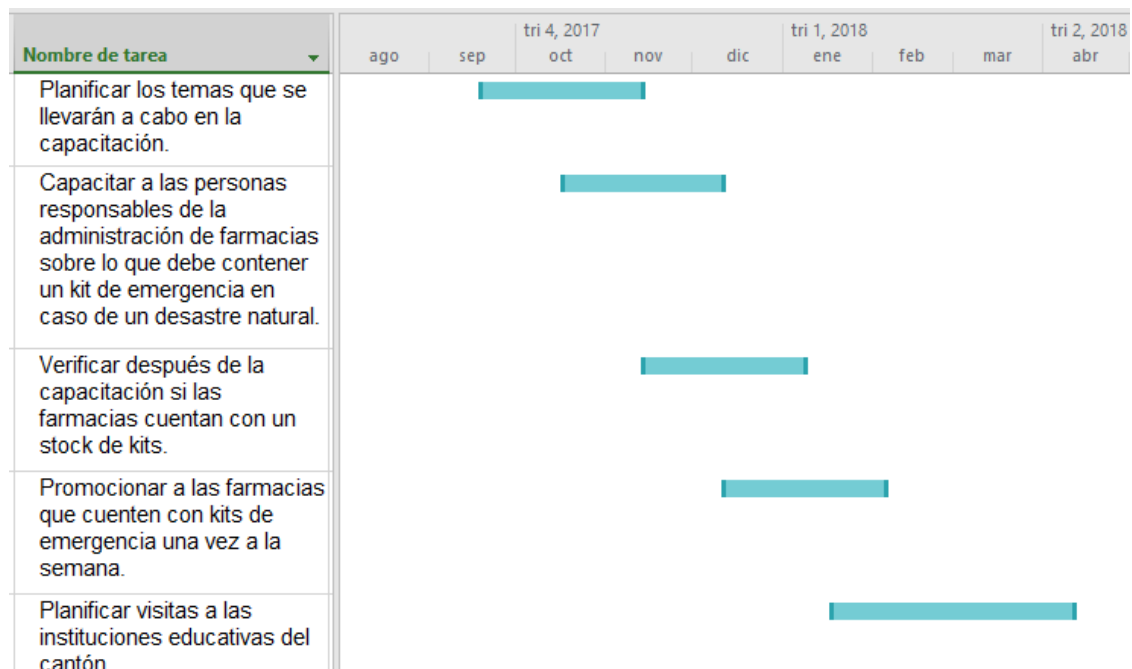 tri 4, 2017 tri 1, 2018 tri 2, 2018
Nombre de tarea ago sep oct nov dic ene feb mar abr
Planificar los temas que se
llevarán a cabo en la
capacitación.
Capacitar a las personas
responsables de la
administración de farmacias
sobre lo que debe contener
un kit de emergencia en
caso de un desastre natural.
Verificar después de la
capacitación si las
farmacias cuentan con un
stock de kits.
Promocionar a las farmacias
que cuenten con kits de
emergencia una vez a la
semana.
Planificar visitas a las
instituciones educativas del
cantón